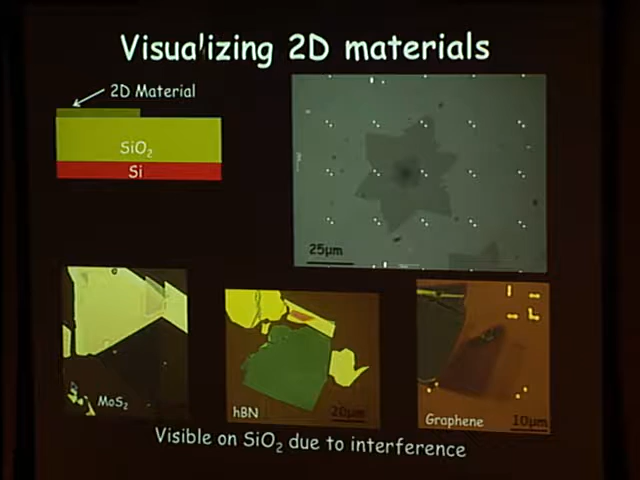 Visualizing 2D materials
2D Material
SiO₂
Si
25μm
MoS₂
hBN
20μm
Graphene
10μm
Visible on SiO₂ due to interference